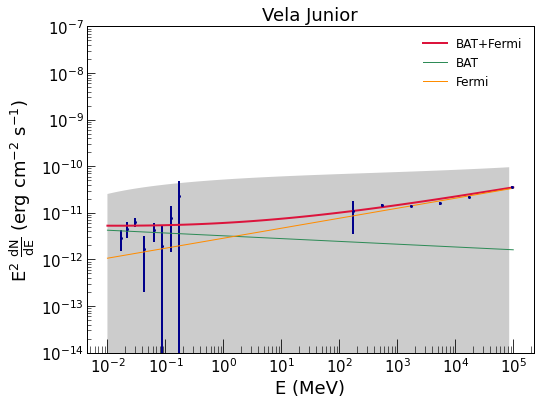 Vela Junior
BAT+Fermi
BAT
Fermi
E² dN/dE (erg cm⁻² s⁻¹)
10⁻⁷
10⁻⁸
10⁻⁹
10⁻¹⁰
10⁻¹¹
10⁻¹²
10⁻¹³
10⁻¹⁴
10⁻² 10⁻¹ 10⁰ 10¹ 10² 10³ 10⁴ 10⁵
E (MeV)